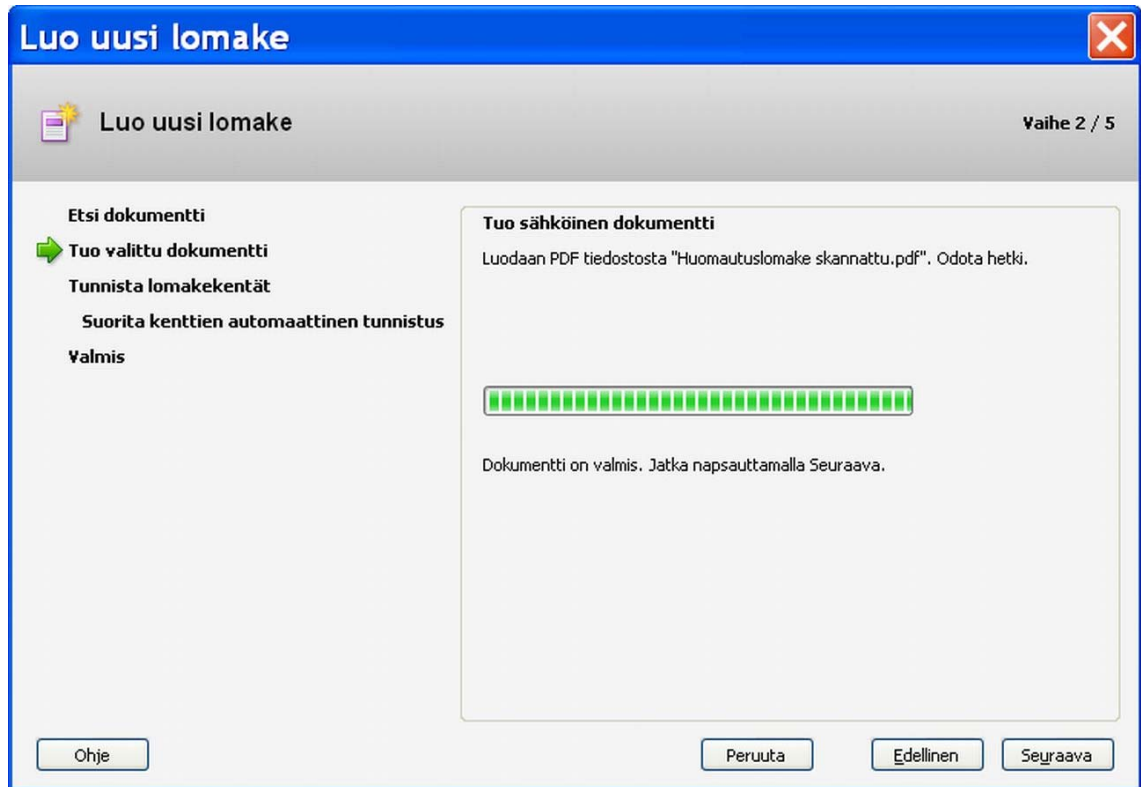 Luo uusi lomake
Luo uusi lomake
Vaihe 2 / 5
Etsi dokumentti
Tuo valittu dokumentti
Tunnista lomakekentät
Suorita kenttien automaattinen tunnistus
Valmis
Tuo sähköinen dokumentti
Luodaan PDF tiedostosta "Huomautuslomake skannattu.pdf". Odota hetki.
Dokumentti on valmis. Jatka napsauttamalla Seuraava.
Ohje
Peruuta
Edellinen
Seuraava